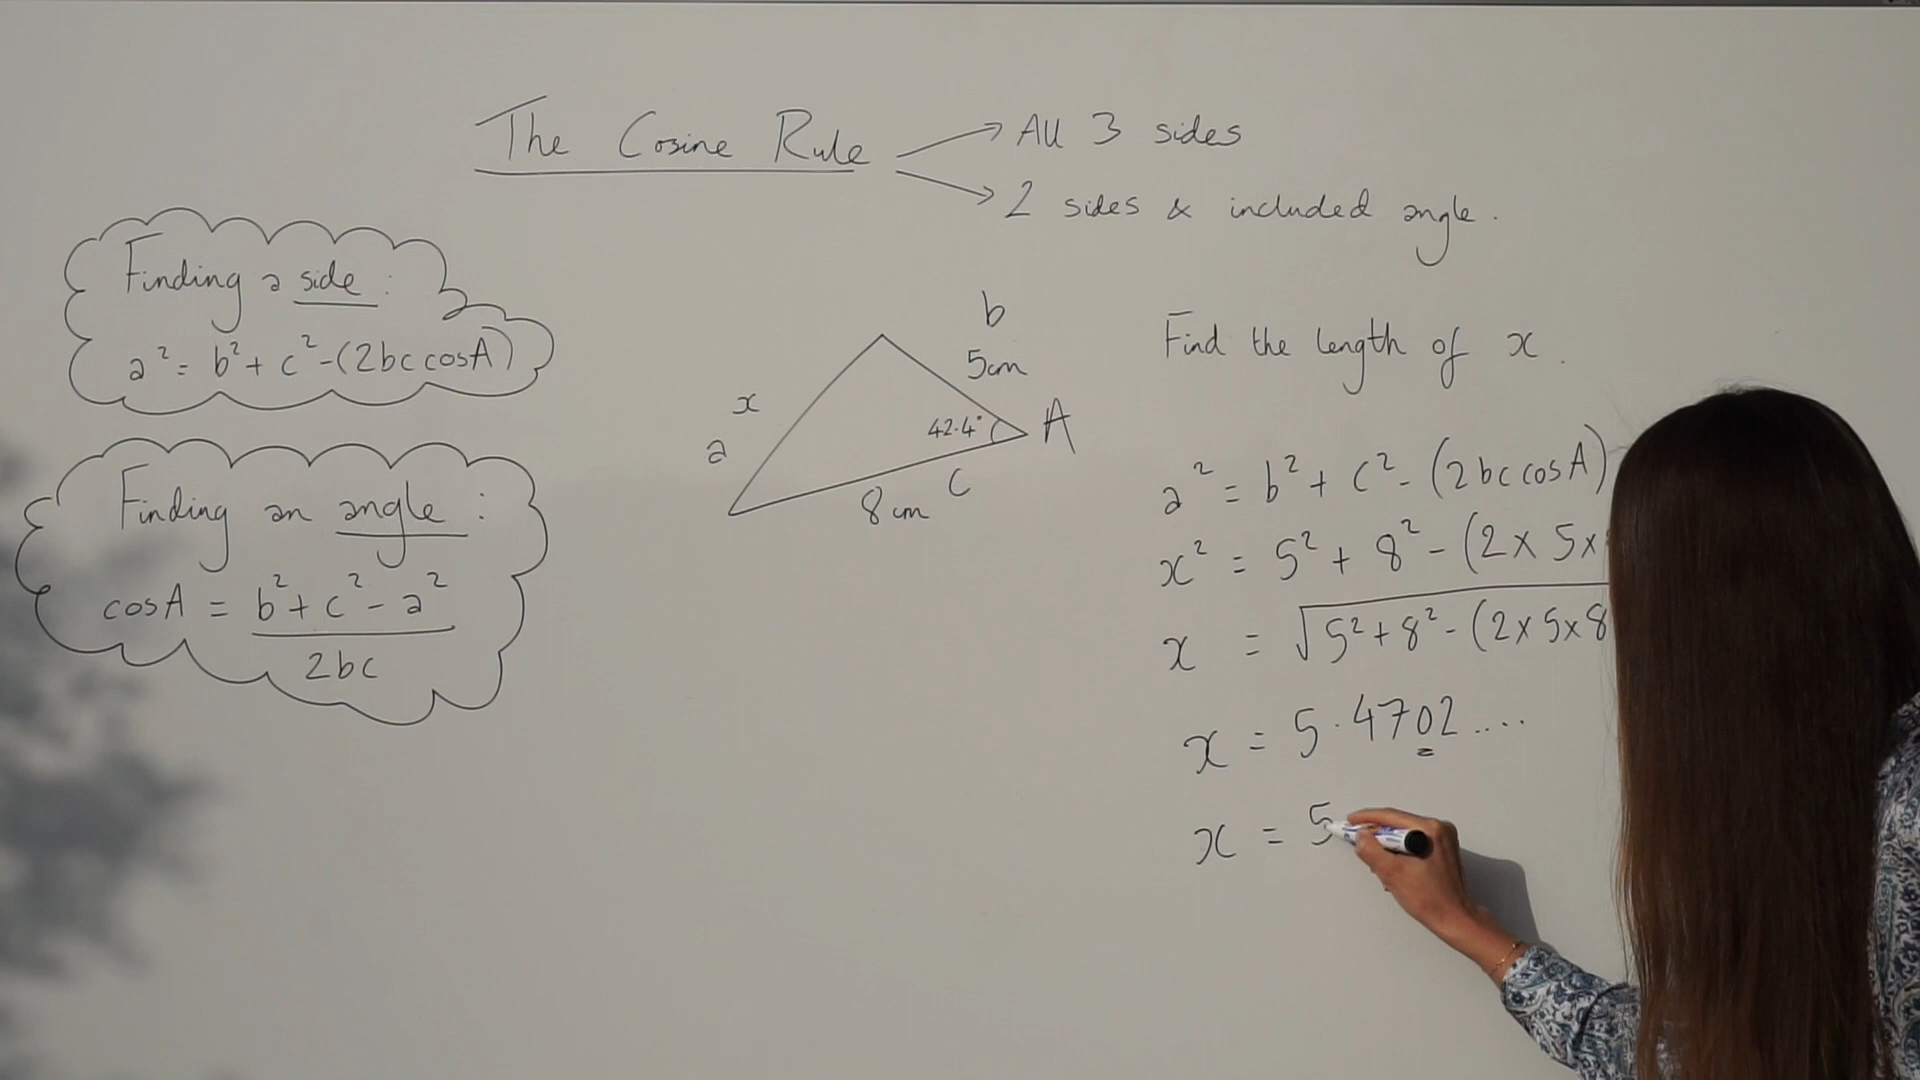 The Cosine Rule
All 3 sides
2 sides & included angle.
Finding a side:
a² = b² + c² - (2bc cosA)
Finding an angle:
cosA = b² + c² - a²
2bc
b
5cm
x
a
42.4°
A
c
8cm
Find the length of x.
a² = b² + c² - (2bc cosA)
x² = 5² + 8² - (2 x 5 x
x = √5² + 8² - (2 x 5 x 8
x = 5.4702....
x = 5